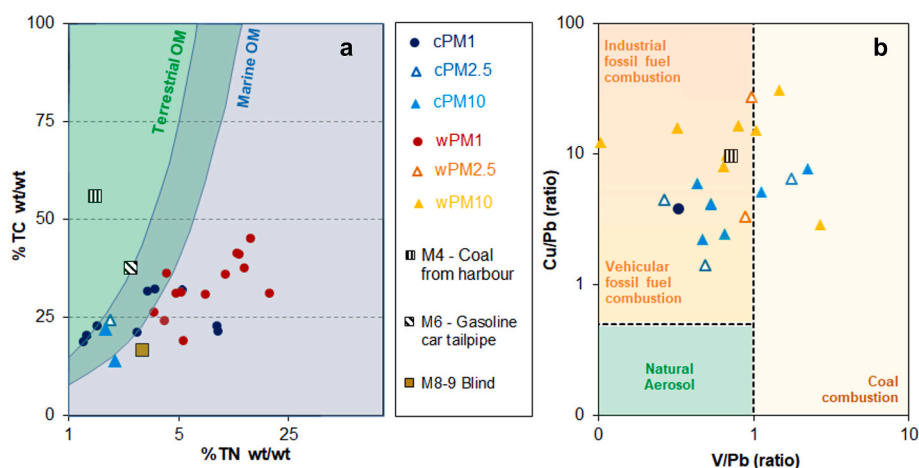 100
75
50
25
0
% TC wt/wt
1
5
25
%TN wt/wt
Terrestrial OM
Marine OM
a
cPM1
cPM2.5
cPM10
wPM1
wPM2.5
wPM10
M4 - Coal
from harbour
M6 - Gasoline
car tailpipe
M8-9 Blind
100
10
1
0
Cu/Pb (ratio)
0
1
10
V/Pb (ratio)
Industrial
fossil fuel
combustion
b
Vehicular
fossil fuel
combustion
Natural
Aerosol
Coal
combustion